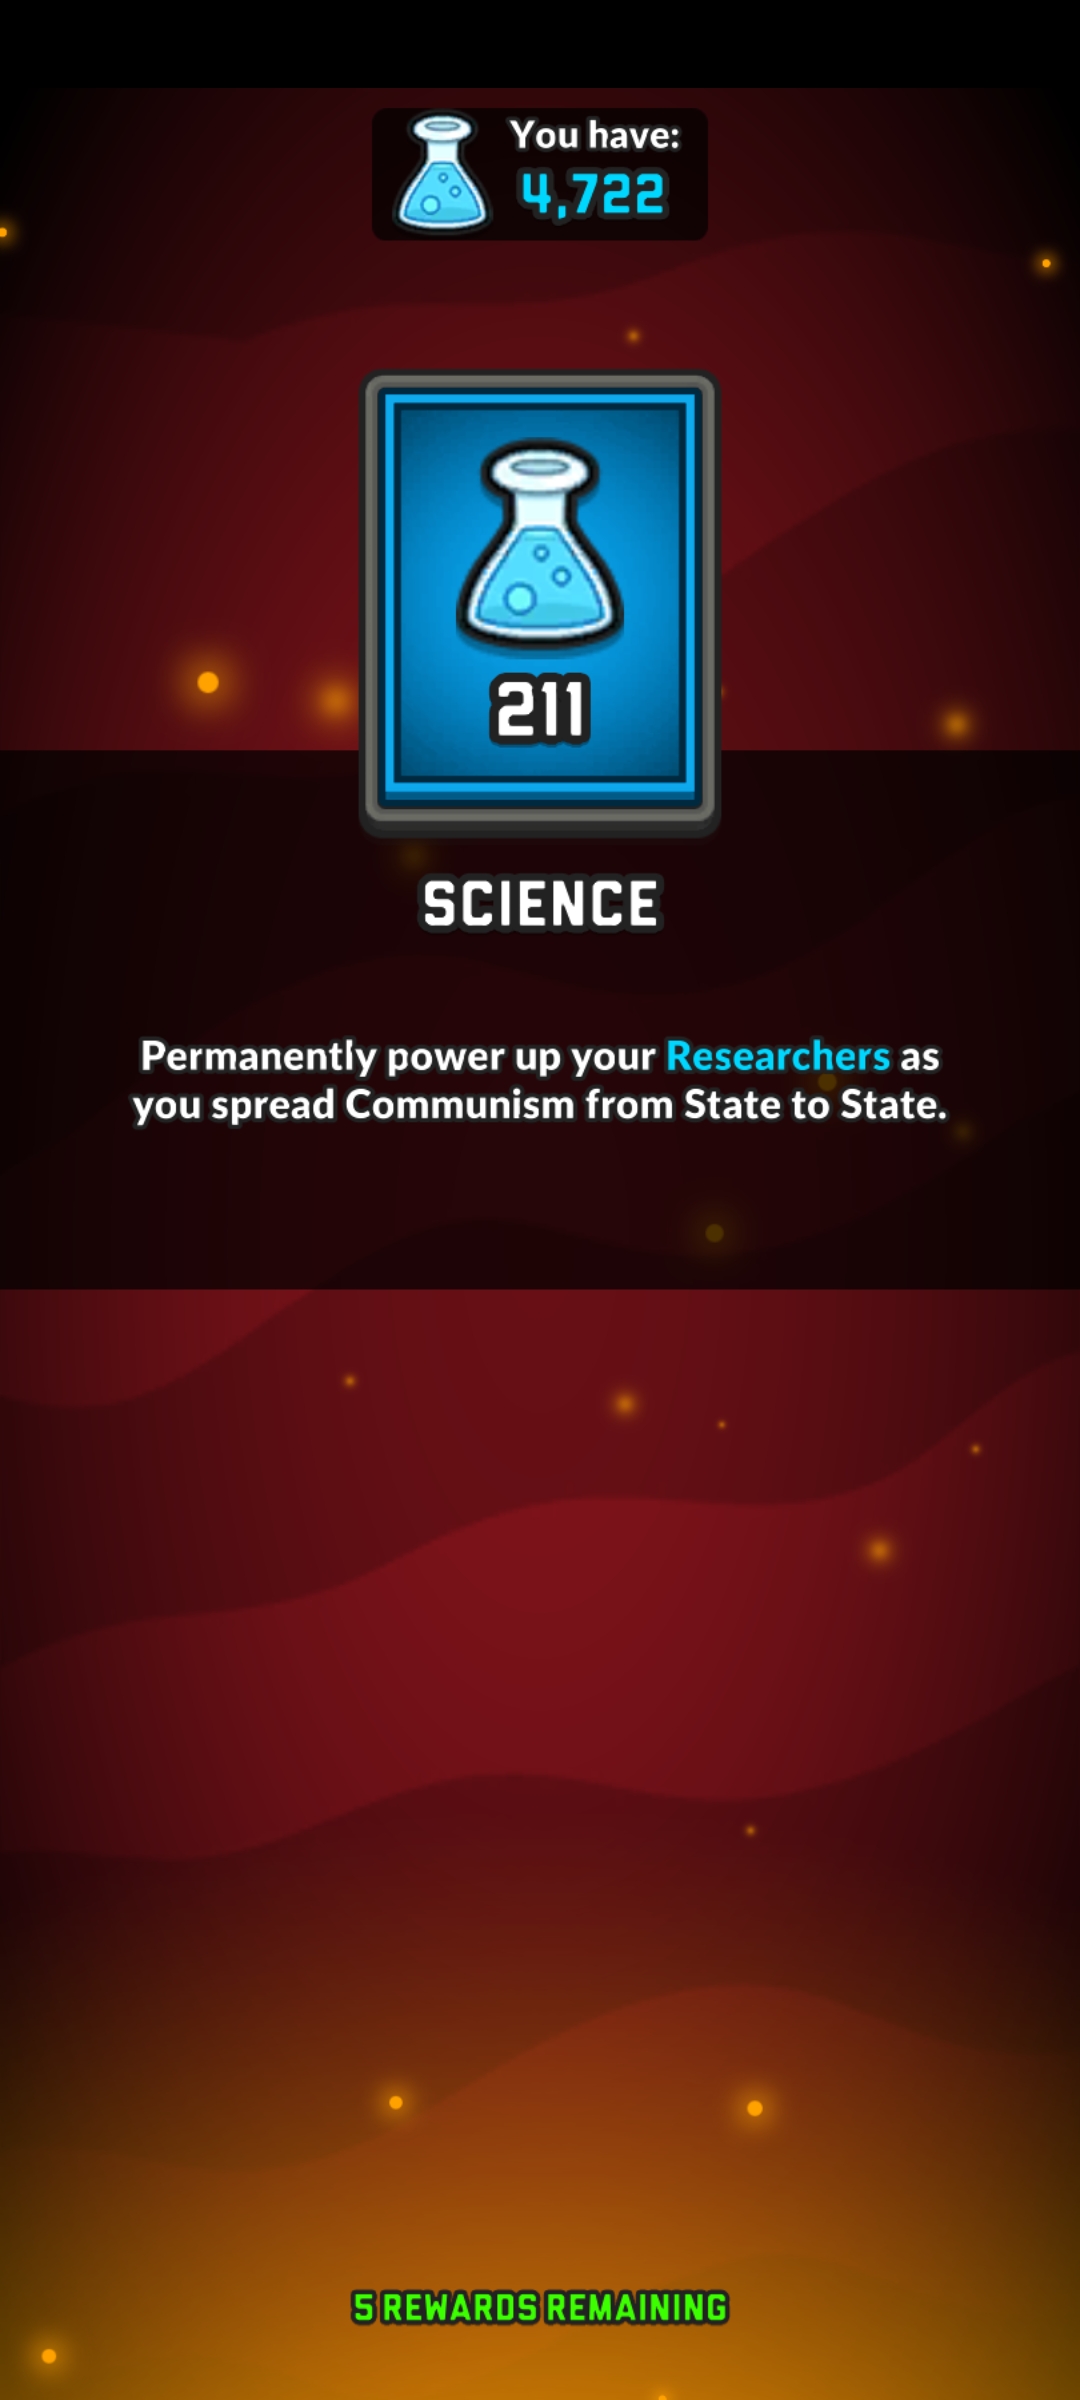 You have:
4,722
211
SCIENCE
Permanently power up your Researchers as
you spread Communism from State to State.
5 REWARDS REMAINING